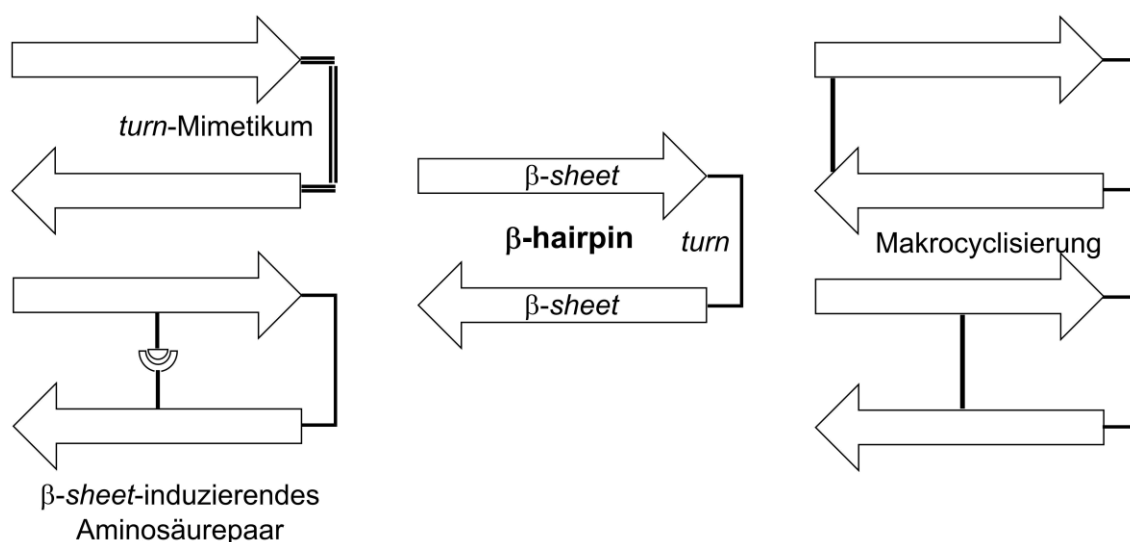 turn-Mimetikum
β-sheet-induzierendes
Aminosäurepaar
β-sheet
β-hairpin
turn
β-sheet
Makrocyclisierung